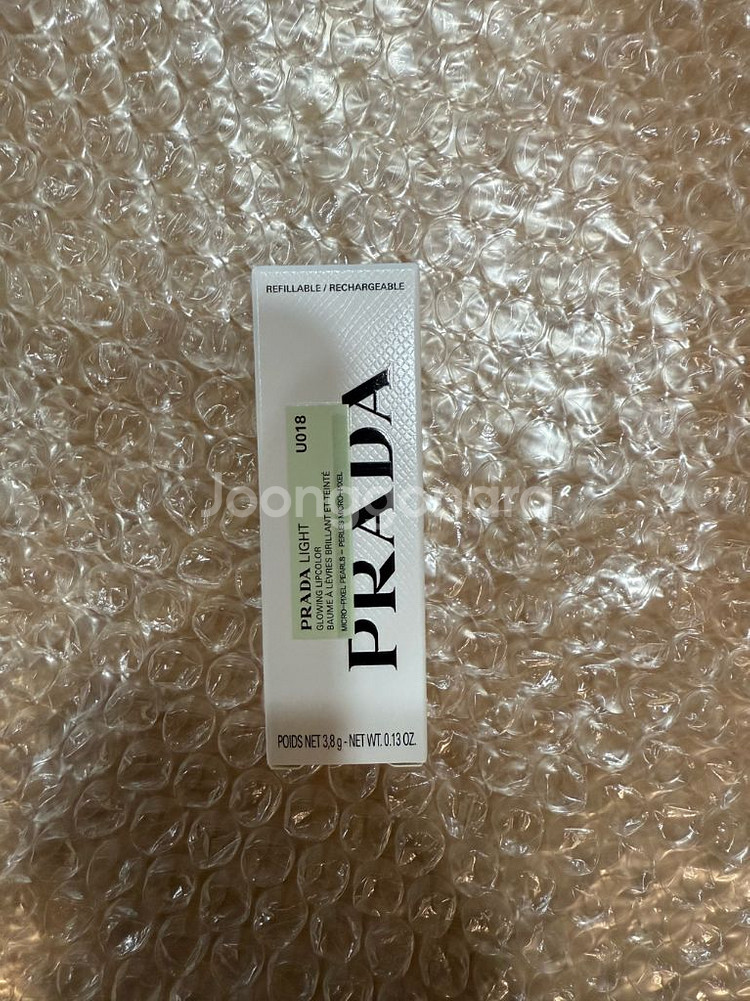 REFILLABLE / RECHARGEABLE
PRADA
U018
PRADA LIGHT
GLOWING LIPCOLOR
BAUME À LÈVRES BRILLANT ET TEINTÉ
MICRO-PIXEL PEARLS – PERLES MICRO-PIXEL
POIDS NET 3,8 g - NET WT. 0.13 OZ.
Joonggonara